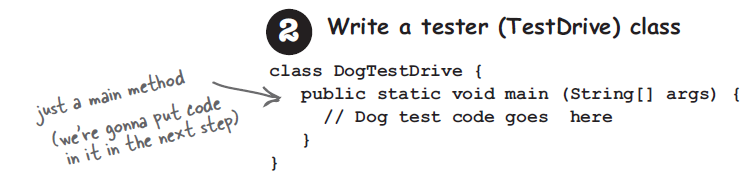 2 Write a tester (TestDrive) class
just a main method
(we're gonna put code
in it in the next step)
class DogTestDrive {
public static void main (String[] args) {
// Dog test code goes  here
}
}